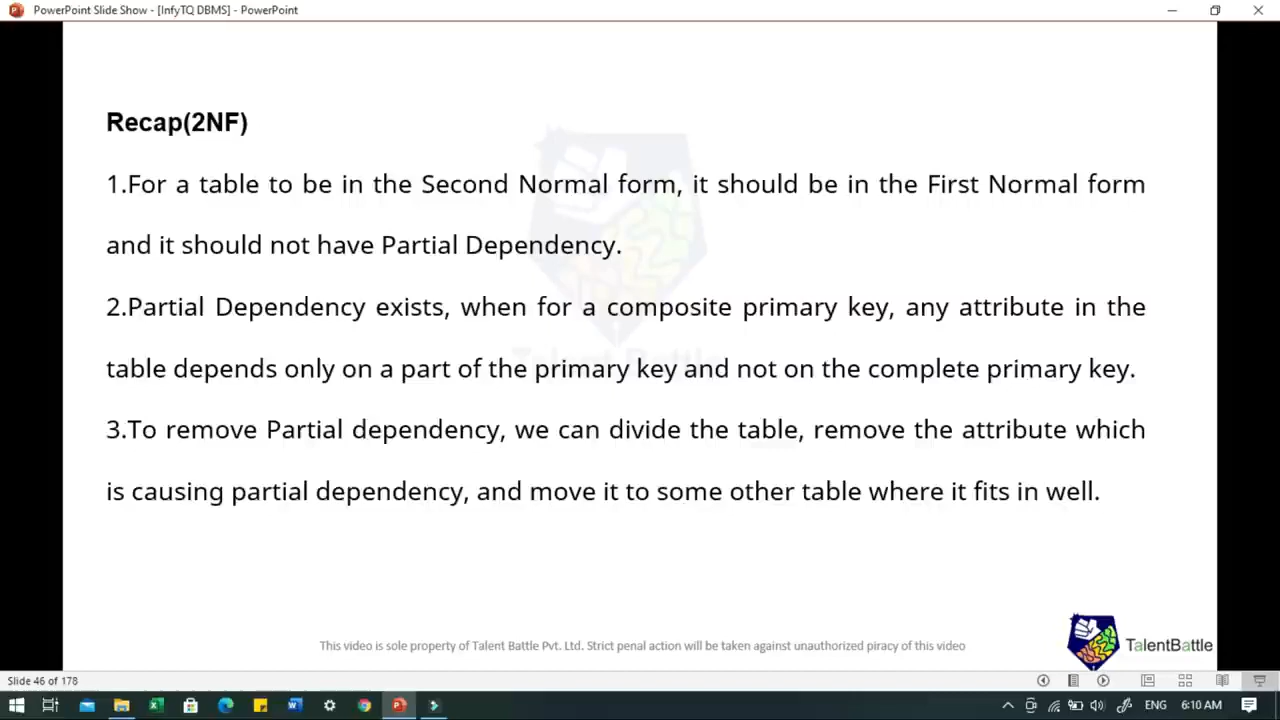 PowerPoint Slide Show - [InfyTQ DBMS] - PowerPoint
Recap(2NF)
1.For a table to be in the Second Normal form, it should be in the First Normal form
and it should not have Partial Dependency.
2.Partial Dependency exists, when for a composite primary key, any attribute in the
table depends only on a part of the primary key and not on the complete primary key.
3.To remove Partial dependency, we can divide the table, remove the attribute which
is causing partial dependency, and move it to some other table where it fits in well.
Talent Battle
This video is sole property of Talent Battle Pvt. Ltd. Strict penal action will be taken against unauthorized piracy of this video
TalentBattle
Slide 46 of 178
ENG
6:10 AM